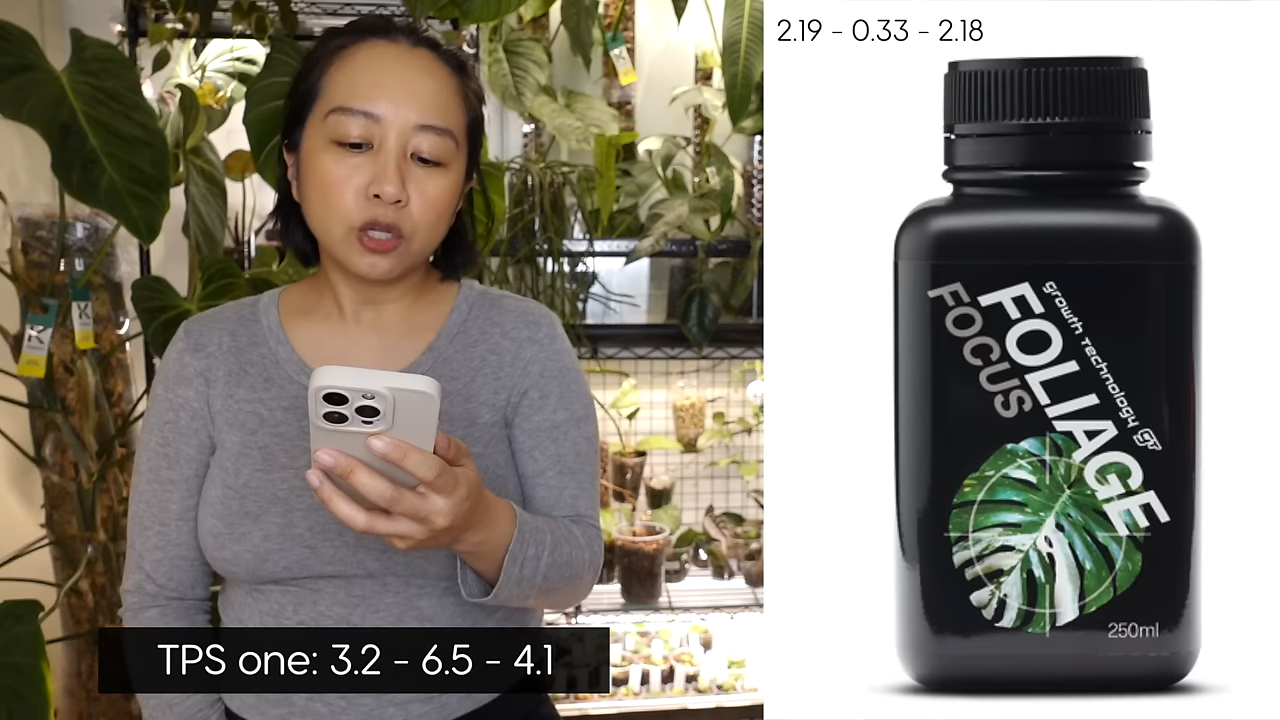 2.19 - 0.33 - 2.18
growth technology GT
FOLIAGE
FOCUS
250ml
K
K
TPS one: 3.2 - 6.5 - 4.1